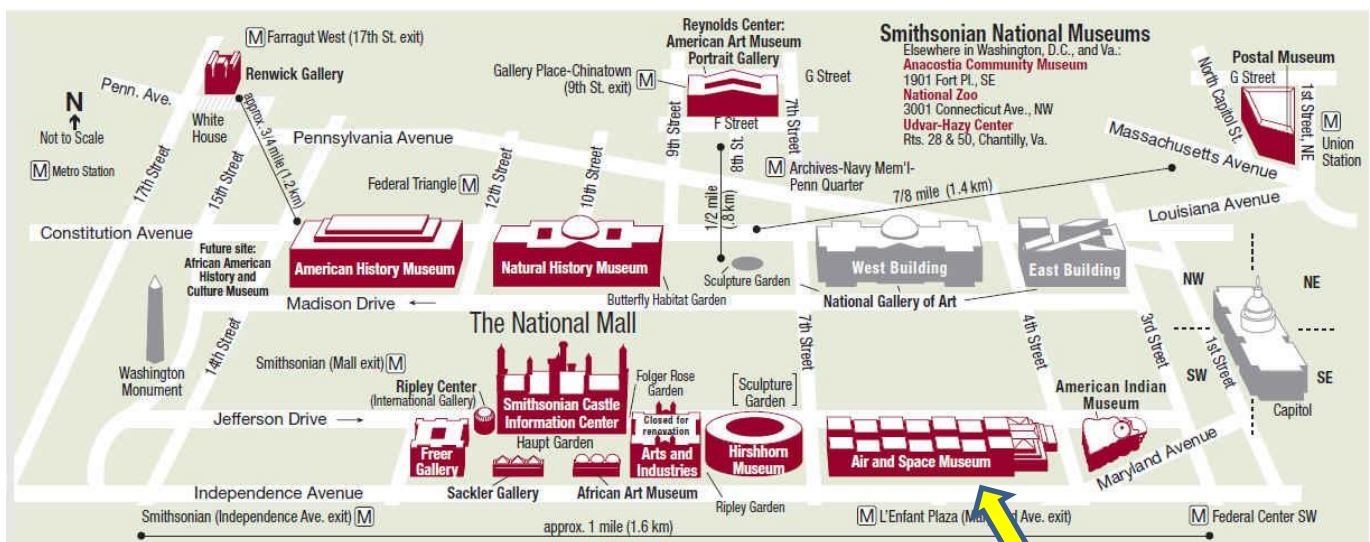 M Farragut West (17th St. exit)
Renwick Gallery
Penn. Ave.
N
Not to Scale
M Metro Station
White
House
approx. 3/4 mile (1.2 km)
17th Street
15th Street
Pennsylvania Avenue
Federal Triangle M
12th Street
10th Street
Reynolds Center:
American Art Museum
Portrait Gallery
Gallery Place-Chinatown
(9th St. exit) M
G Street
F Street
9th Street
8th St.
7th Street
M Archives-Navy Mem'l-
Penn Quarter
1/2 mile
(.8km)
7/8 mile (1.4 km)
Smithsonian National Museums
Elsewhere in Washington, D.C., and Va.:
Anacostia Community Museum
1901 Fort Pl., SE
National Zoo
3001 Connecticut Ave., NW
Udvar-Hazy Center
Rts. 28 & 50, Chantilly, Va.
Postal Museum
G Street
North Capitol St.
1st Street, NE
M
Union
Station
Massachusetts Avenue
Louisiana Avenue
Constitution Avenue
Future site:
African American
History and
Culture Museum
American History Museum
Natural History Museum
Butterfly Habitat Garden
Sculpture Garden
West Building
East Building
National Gallery of Art
Madison Drive
NW
NE
SW
SE
Capitol
1st Street
3rd Street
4th Street
7th Street
14th Street
Washington
Monument
The National Mall
Smithsonian (Mall exit) M
Ripley Center
(International Gallery)
Smithsonian Castle
Information Center
Folger Rose
Garden
Sculpture
Garden
American Indian
Museum
Jefferson Drive
Haupt Garden
Closed for
renovation
Freer
Gallery
Arts and
Industries
Hirshhorn
Museum
Air and Space Museum
Maryland Avenue
Sackler Gallery
African Art Museum
Ripley Garden
Independence Avenue
Smithsonian (Independence Ave. exit) M
approx. 1 mile (1.6 km)
M L'Enfant Plaza (Ave. exit)
M Federal Center SW